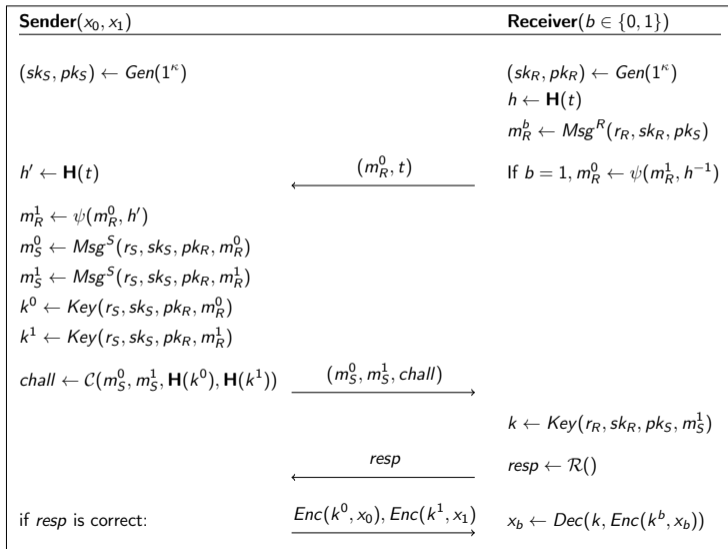 Sender(x₀, x₁) Receiver(b ∈ {0, 1})
(sk_S, pk_S) ← Gen(1^κ) (sk_R, pk_R) ← Gen(1^κ)
h ← H(t)
m_R^b ← Msg^R(r_R, sk_R, pk_S)
h′ ← H(t) (m_R^0, t) If b = 1, m_R^0 ← ψ(m_R^1, h^{-1})
m_R^1 ← ψ(m_R^0, h′)
m_S^0 ← Msg^S(r_S, sk_S, pk_R, m_R^0)
m_S^1 ← Msg^S(r_S, sk_S, pk_R, m_R^1)
k^0 ← Key(r_S, sk_S, pk_R, m_R^0)
k^1 ← Key(r_S, sk_S, pk_R, m_R^1)
chall ← C(m_S^0, m_S^1, H(k^0), H(k^1)) (m_S^0, m_S^1, chall)
k ← Key(r_R, sk_R, pk_S, m_S^1)
resp resp ← R()
if resp is correct: Enc(k^0, x_0), Enc(k^1, x_1) x_b ← Dec(k, Enc(k^b, x_b))